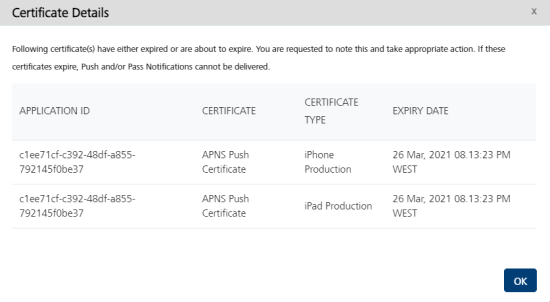 Certificate Details
x
Following certificate(s) have either expired or are about to expire. You are requested to note this and take appropriate action. If these
certificates expire, Push and/or Pass Notifications cannot be delivered.
APPLICATION ID CERTIFICATE CERTIFICATE TYPE EXPIRY DATE
c1ee71cf-c392-48df-a855- APNS Push iPhone 26 Mar, 2021 08.13:23 PM
792145f0be37 Certificate Production WEST
c1ee71cf-c392-48df-a855- APNS Push iPad Production 26 Mar, 2021 08.13:23 PM
792145f0be37 Certificate WEST
OK